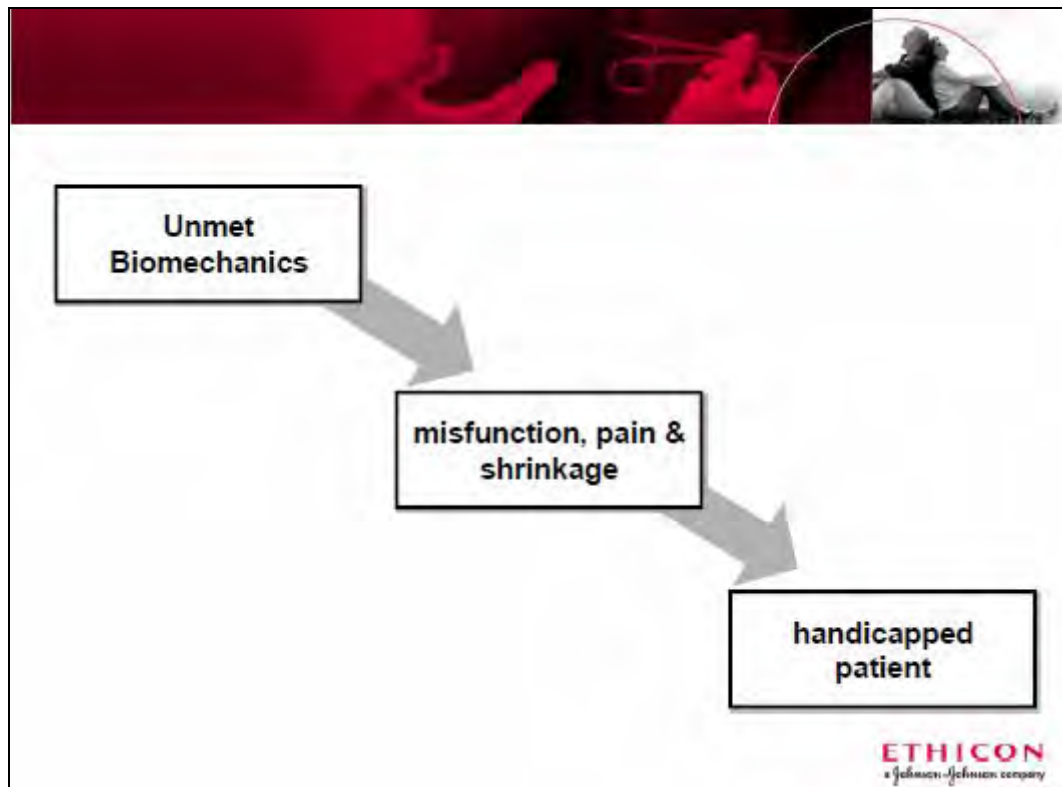 Unmet
Biomechanics
misfunction, pain &
shrinkage
handicapped
patient
ETHICON
a Johnson-Johnson company